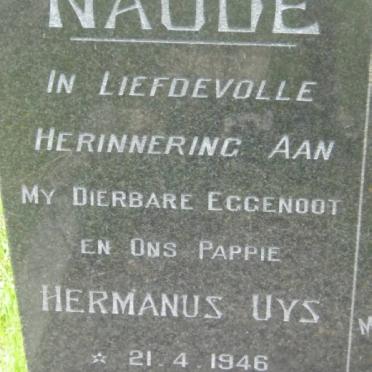 NAUDE
IN LIEFDEVOLLE
HERINNERING AAN
MY DIERBARE EGGENOOT
EN ONS PAPPIE
HERMANUS UYS
☆ 21.4.1946